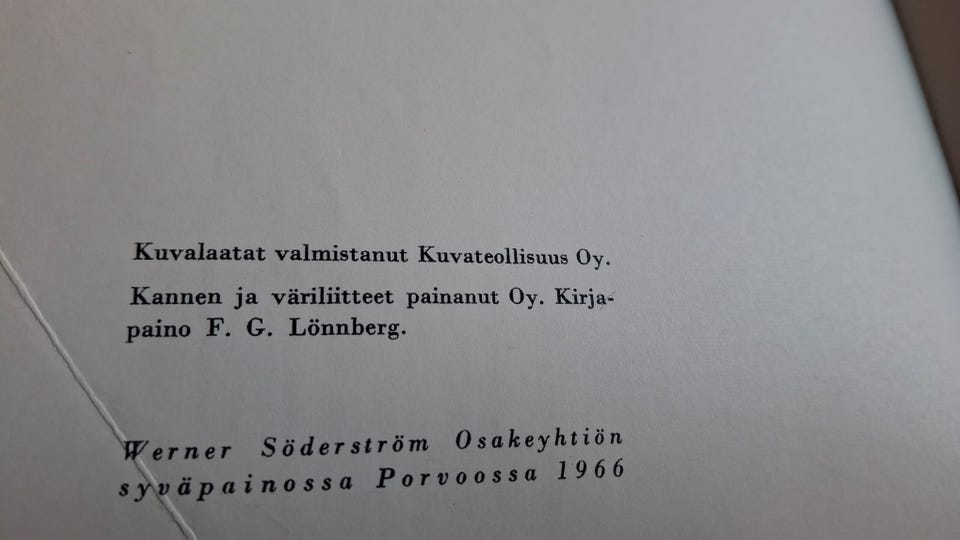 Kuvalaatat valmistanut Kuvateollisuus Oy.
Kannen ja väriliitteet painanut Oy. Kirja-
paino F. G. Lönnberg.
Werner Söderström Osakeyhtiön
syväpainossa Porvoossa 1966